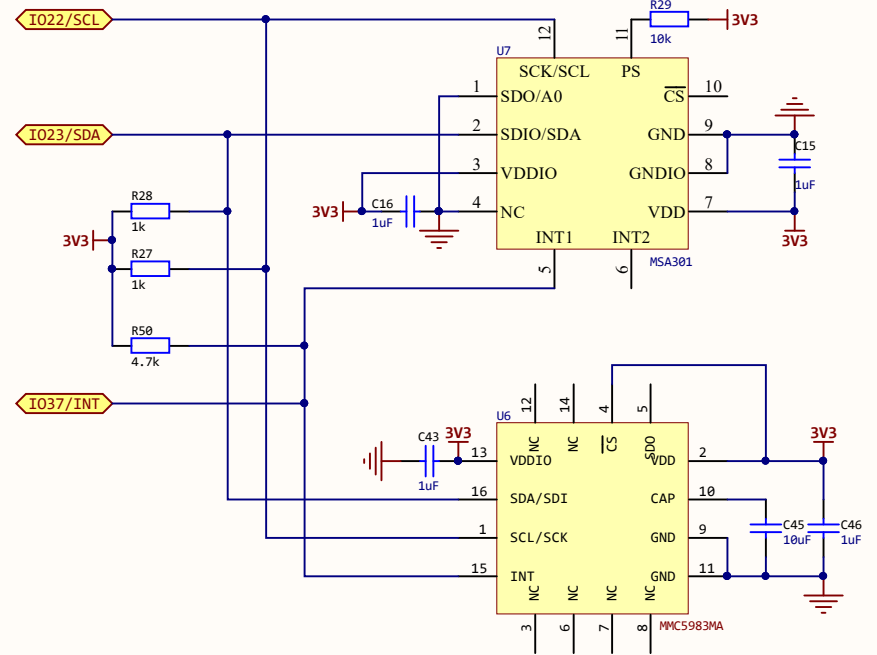 IO22/SCL
R29
3V3
10k
12
11
U7
SCK/SCL
PS
1
SDO/A0
CS
10
IO23/SDA
2
SDIO/SDA
GND
9
C15
3
VDDIO
GNDIO
8
1uF
R28
1k
3V3
C16
1uF
4
NC
VDD
7
3V3
3V3
INT1
INT2
R27
1k
5
6
MSA301
R50
4.7k
IO37/INT
12
14
4
5
U6
NC
NC
CS
SDO
C43
3V3
3V3
1uF
13
VDDIO
VDD
2
16
SDA/SDI
CAP
10
C45
10uF
C46
1uF
1
SCL/SCK
GND
9
15
INT
GND
11
NC
NC
NC
NC
3
6
7
8
MMC5983MA